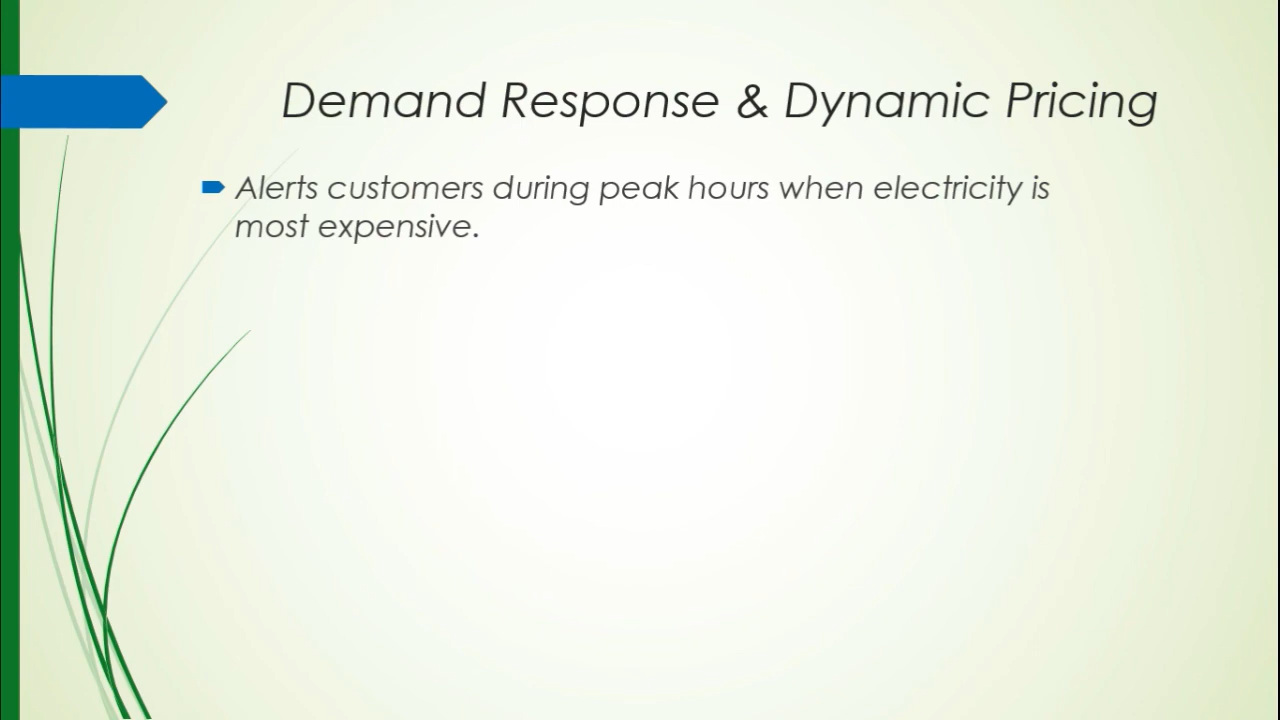 Demand Response & Dynamic Pricing
Alerts customers during peak hours when electricity is
most expensive.